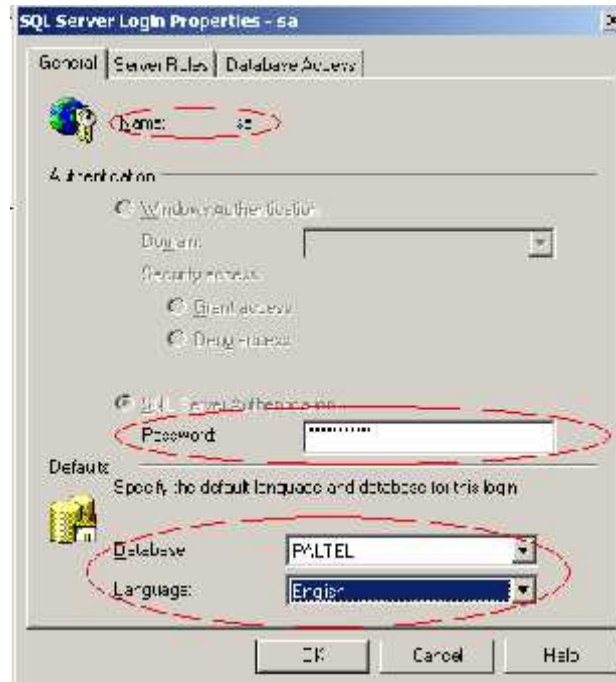 SQL Server Login Properties - sa
General Server Roles Database Access
Name: sa
Authentication
Windows Authentication
Domain:
Security access:
Grant access
Deny access
SQL Server Authentication
Password
Defaults
Specify the default language and database for this login
Database PALTEL
Language: English
OK Cancel Help